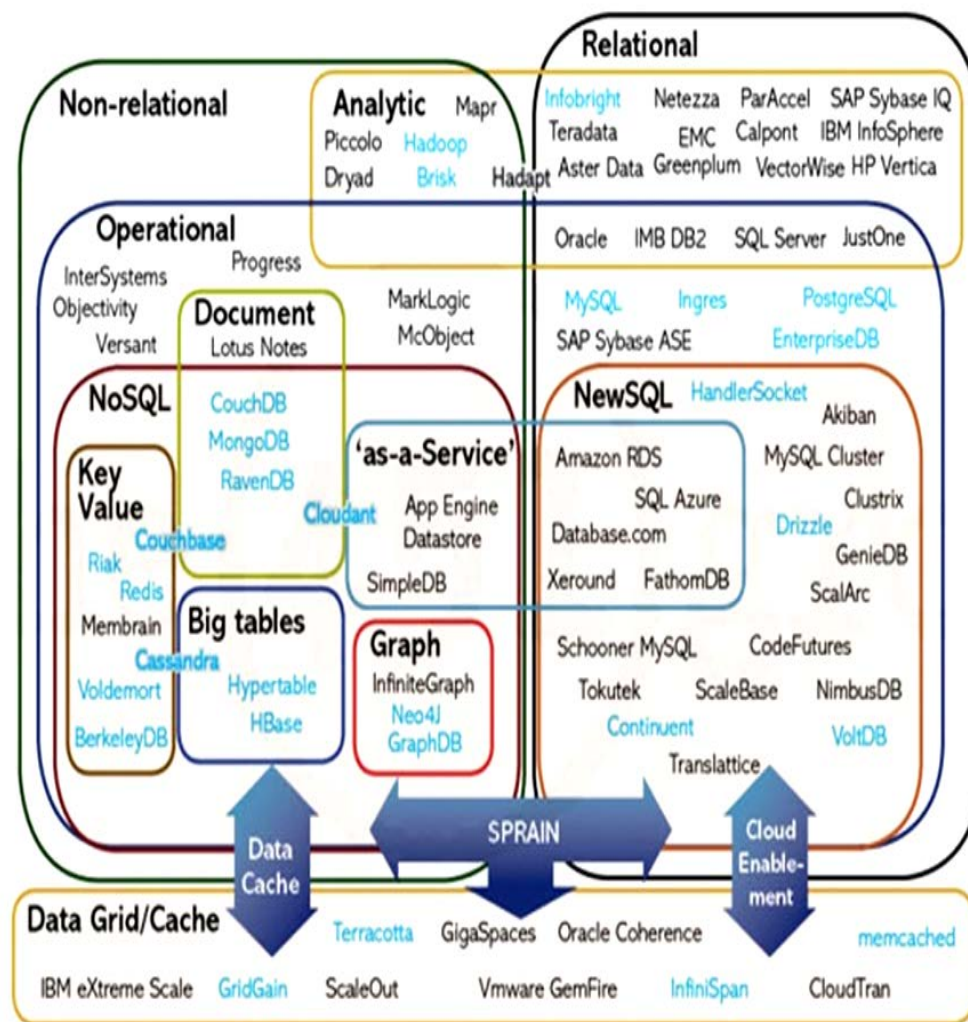 Relational
Non-relational
Analytic Mapr
Piccolo Hadoop
Dryad Brisk Hadapt
Infobright Netezza ParAccel SAP Sybase IQ
Teradata EMC Calpont IBM InfoSphere
Aster Data Greenplum VectorWise HP Vertica
Operational
Oracle IMB DB2 SQL Server JustOne
InterSystems Progress
Objectivity
Versant
MarkLogic
McObject
MySQL Ingres PostgreSQL
SAP Sybase ASE EnterpriseDB
Document
Lotus Notes
NoSQL
CouchDB
MongoDB
RavenDB
Cloudant
Key
Value
Couchbase
Riak
Redis
Membrain
Cassandra
Voldemort
BerkeleyDB
Big tables
Hypertable
HBase
'as-a-Service'
App Engine
Datastore
SimpleDB
Graph
InfiniteGraph
Neo4J
GraphDB
NewSQL HandlerSocket
Akiban
Amazon RDS MySQL Cluster
SQL Azure Clustrix
Database.com Drizzle
GenieDB
Xeround FathomDB ScalArc
Schooner MySQL CodeFutures
Tokutek ScaleBase NimbusDB
Continuent VoltDB
Translattice
Data
Cache
SPRAIN
Cloud
Enable-
ment
Data Grid/Cache
Terracotta GigaSpaces Oracle Coherence memcached
IBM eXtreme Scale GridGain ScaleOut Vmware GemFire InfiniSpan CloudTran